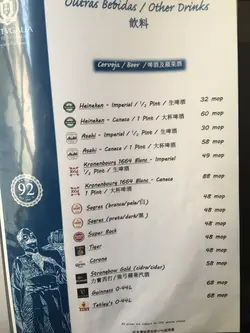 Outras Bebidas / Other Drinks
飲料
Cerveja / Beer / 啤酒及蘋果酒
Heineken - Imperial / ½ Pint / 生啤酒 32 mop
Heineken - Caneca / 1 Pint / 大杯啤酒 60 mop
Asahi - Imperial / ½ Pint / 生啤酒 30 mop
Asahi - Caneca / 1 Pint / 大杯啤酒 58 mop
Kronenbourg 1664 Blanc - Imperial 49 mop
½ Pint / 生啤酒
Kronenbourg 1664 Blanc - Caneca / 88 mop
1 Pint / 大杯啤酒
Sagres (branca/pale/白) 48 mop
Sagres (preta/dark/黑) 48 mop
Super Bock 48 mop
Tiger 48 mop
Corona 48 mop
Strongbow Gold (sidra/cider) 58 mop
Guinness 0.44L 68 mop
Tetley's 0.44L 68 mop
92